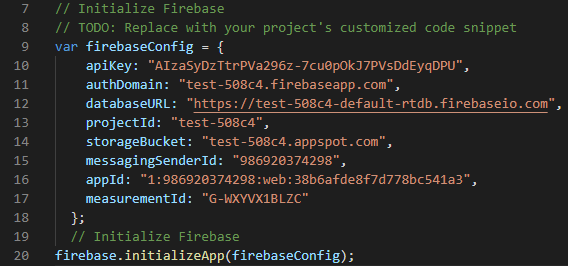 7 // Initialize Firebase
8 // TODO: Replace with your project's customized code snippet
9 var firebaseConfig = {
10 apiKey: "AIzaSyDzTtrPVa296z-7cu0pOkJ7PVsDdEyqDPU",
11 authDomain: "test-508c4.firebaseapp.com",
12 databaseURL: "https://test-508c4-default-rtdb.firebaseio.com",
13 projectId: "test-508c4",
14 storageBucket: "test-508c4.appspot.com",
15 messagingSenderId: "986920374298",
16 appId: "1:986920374298:web:38b6afde8f7d778bc541a3",
17 measurementId: "G-WXYVX1BLZC"
18 };
19 // Initialize Firebase
20 firebase.initializeApp(firebaseConfig);